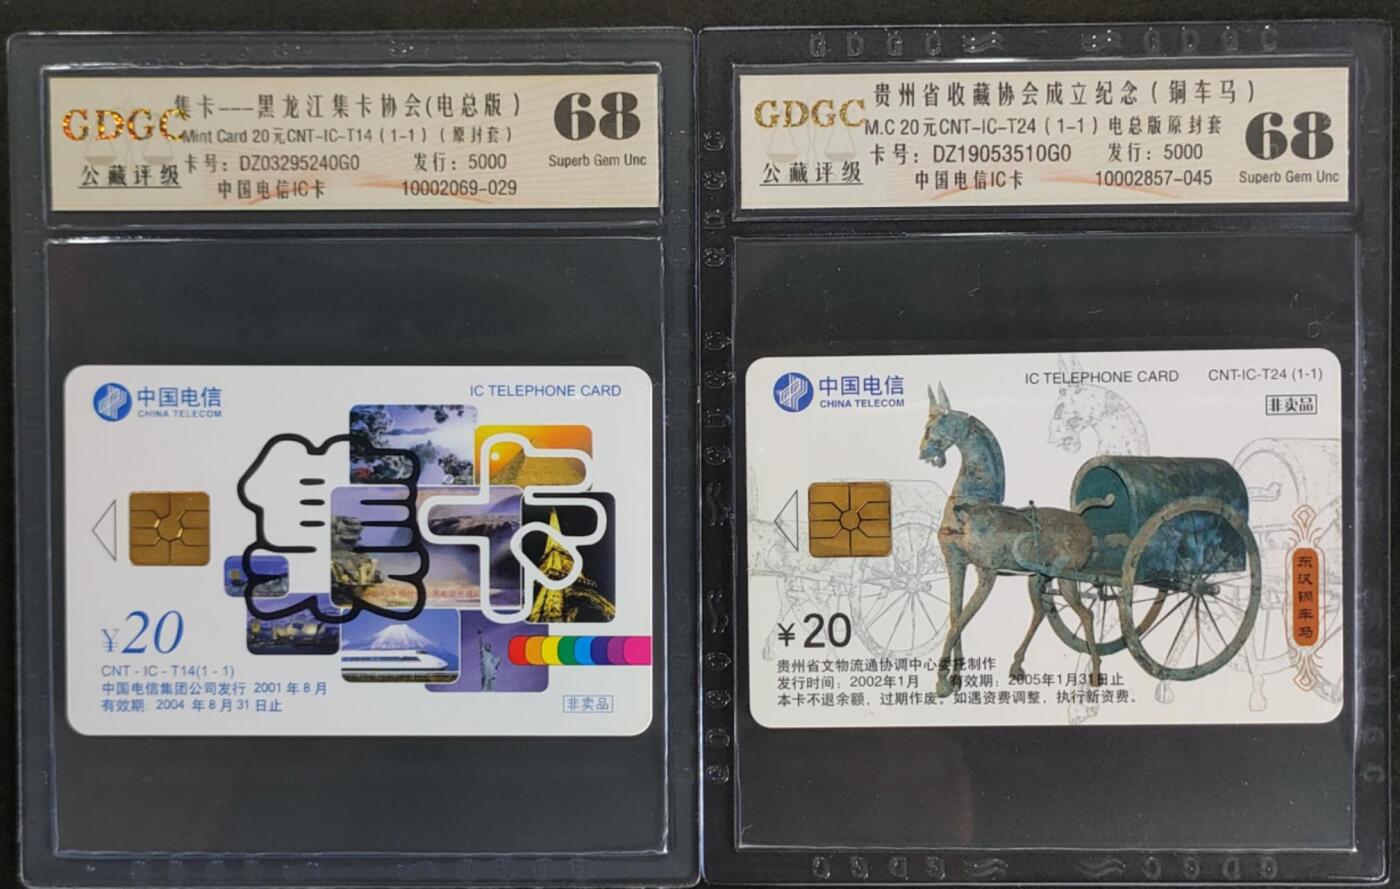 集卡---黑龙江集卡协会(电总版)
GDGC
Mint Card 20元CNT-IC-T14 (1-1) (原封套)
68
卡号: DZ03295240G0 发行: 5000
Superb Gem Unc
公藏评级
中国电信IC卡 10002069-029
中国电信
CHINA TELECOM
IC TELEPHONE CARD
集卡
¥20
CNT - IC - T14(1 - 1)
中国电信集团公司发行 2001 年 8 月
有效期: 2004 年 8 月 31 日止
非卖品
GDGC GDGC
贵州省收藏协会成立纪念(铜车马)
GDGC
M.C 20元CNT-IC-T24 (1-1) 电总版原封套
68
卡号: DZ19053510G0 发行: 5000
Superb Gem Unc
公藏评级
中国电信IC卡 10002857-045
中国电信
CHINA TELECOM
IC TELEPHONE CARD CNT-IC-T24 (1-1)
非卖品
东汉铜车马
¥20
贵州省文物流通协调中心委托制作
发行时间: 2002年1月 有效期: 2005年1月31日止
本卡不退余额, 过期作废。如遇资费调整, 执行新资费。
GDGC GDGC